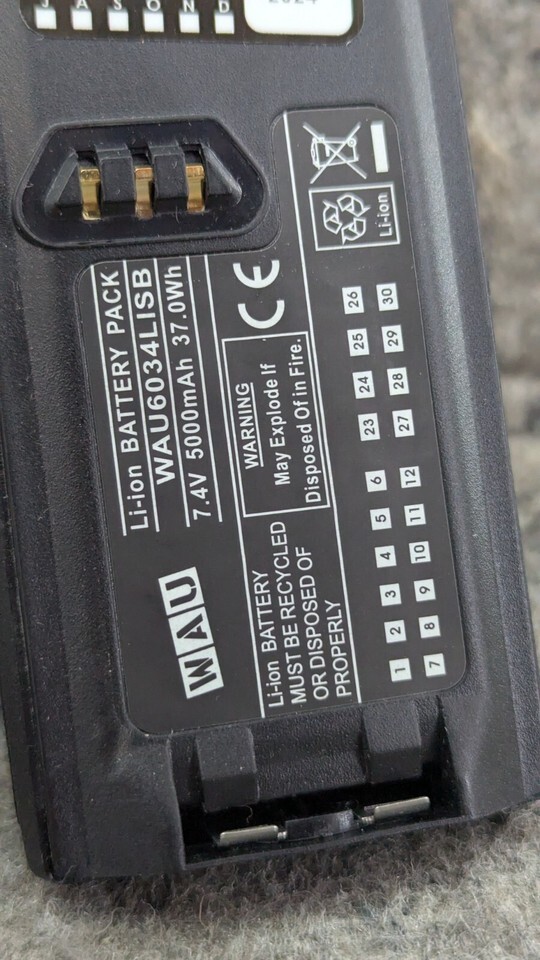 J A S O N D
2024
WAU
Li-ion BATTERY PACK
WAU6034LISB
7.4V 5000mAh 37.0Wh
Li-ion BATTERY
MUST BE RECYCLED
OR DISPOSED OF
PROPERLY
WARNING
May Explode If
Disposed Of in Fire.
CE
Li-ion
1 2 3 4 5 6 23 24 25 26
7 8 9 10 11 12 27 28 29 30